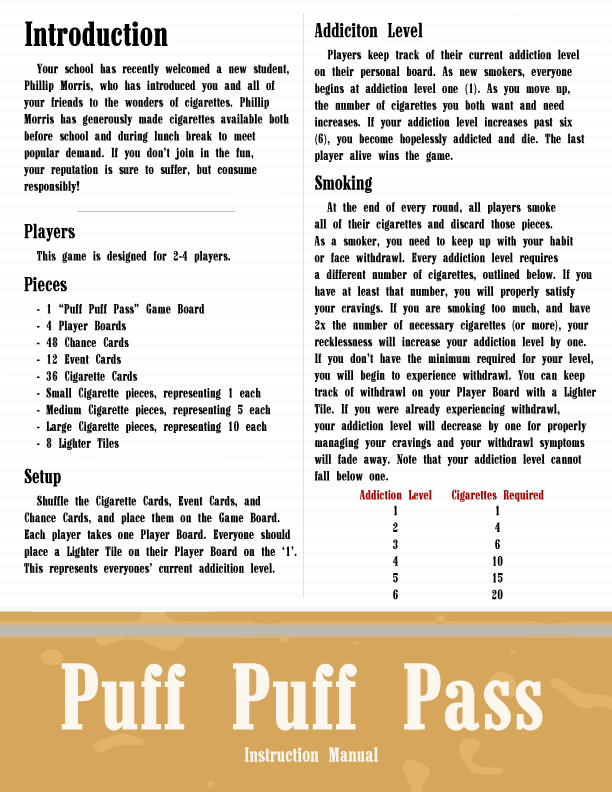 Introduction
Your school has recently welcomed a new student,
Phillip Morris, who has introduced you and all of
your friends to the wonders of cigarettes. Phillip
Morris has generously made cigarettes available both
before school and during lunch break to meet
popular demand. If you don't join in the fun,
your reputation is sure to suffer, but consume
responsibly!
Players
This game is designed for 2-4 players.
Pieces
- 1 “Puff Puff Pass” Game Board
- 4 Player Boards
- 48 Chance Cards
- 12 Event Cards
- 36 Cigarette Cards
- Small Cigarette pieces, representing 1 each
- Medium Cigarette pieces, representing 5 each
- Large Cigarette pieces, representing 10 each
- 8 Lighter Tiles
Setup
Shuffle the Cigarette Cards, Event Cards, and
Chance Cards, and place them on the Game Board.
Each player takes one Player Board. Everyone should
place a Lighter Tile on their Player Board on the ‘1’.
This represents everyones’ current addicition level.
Addiciton Level
Players keep track of their current addiction level
on their personal board. As new smokers, everyone
begins at addiction level one (1). As you move up,
the number of cigarettes you both want and need
increases. If your addiction level increases past six
(6), you become hopelessly addicted and die. The last
player alive wins the game.
Smoking
At the end of every round, all players smoke
all of their cigarettes and discard those pieces.
As a smoker, you need to keep up with your habit
or face withdrawl. Every addiction level requires
a different number of cigarettes, outlined below. If you
have at least that number, you will properly satisfy
your cravings. If you are smoking too much, and have
2x the number of necessary cigarettes (or more), your
recklessness will increase your addiction level by one.
If you don't have the minimum required for your level,
you will begin to experience withdrawl. You can keep
track of withdrawl on your Player Board with a Lighter
Tile. If you were already experiencing withdrawl,
your addiction level will decrease by one for properly
managing your cravings and your withdrawl symptoms
will fade away. Note that your addiction level cannot
fall below one.
Addiction Level Cigarettes Required
1 1
2 4
3 6
4 10
5 15
6 20
Puff Puff Pass
Instruction Manual